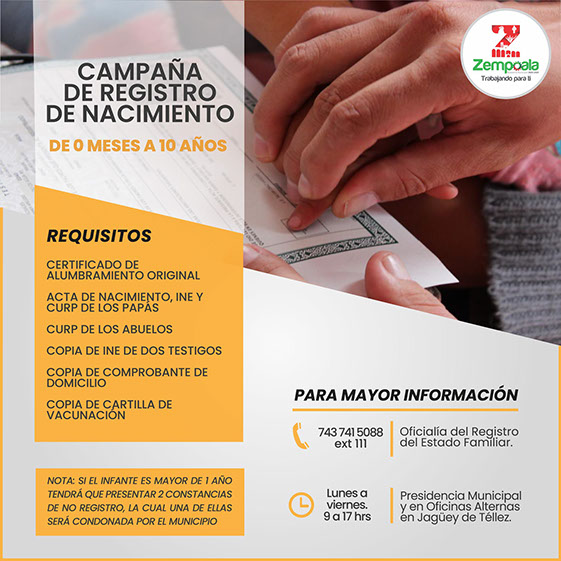 Zempoala
Trabajando para ti
CAMPAÑA
DE REGISTRO
DE NACIMIENTO
DE 0 MESES A 10 AÑOS
REQUISITOS
CERTIFICADO DE
ALUMBRAMIENTO ORIGINAL
ACTA DE NACIMIENTO, INE Y
CURP DE LOS PAPÁS
CURP DE LOS ABUELOS
COPIA DE INE DE DOS TESTIGOS
COPIA DE COMPROBANTE DE
DOMICILIO
COPIA DE CARTILLA DE
VACUNACIÓN
NOTA: SI EL INFANTE ES MAYOR DE 1 AÑO
TENDRÁ QUE PRESENTAR 2 CONSTANCIAS
DE NO REGISTRO, LA CUAL UNA DE ELLAS
SERÁ CONDONADA POR EL MUNICIPIO
PARA MAYOR INFORMACIÓN
743 741 5088
ext 111
Oficialía del Registro
del Estado Familiar.
Lunes a
viernes.
9 a 17 hrs
Presidencia Municipal
y en Oficinas Alternas
en Jagüey de Téllez.